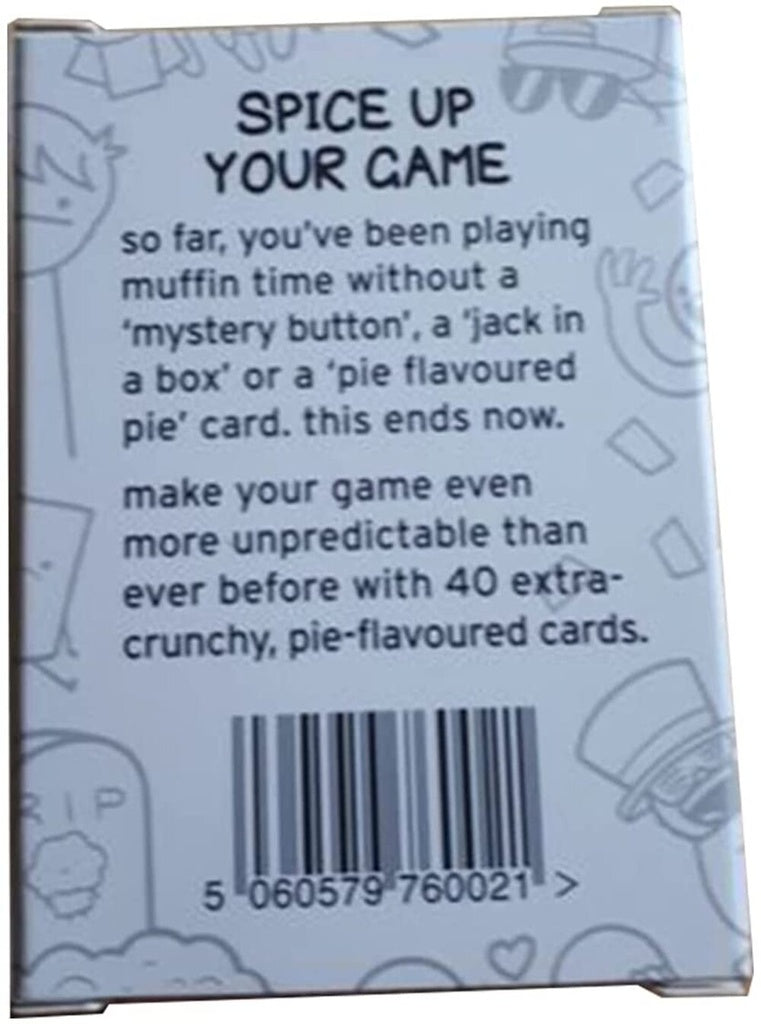 SPICE UP
YOUR GAME
so far, you've been playing
muffin time without a
'mystery button', a 'jack in
a box' or a 'pie flavoured
pie' card. this ends now.
make your game even
more unpredictable than
ever before with 40 extra-
crunchy, pie-flavoured cards.
RIP
5 060579 760021 >